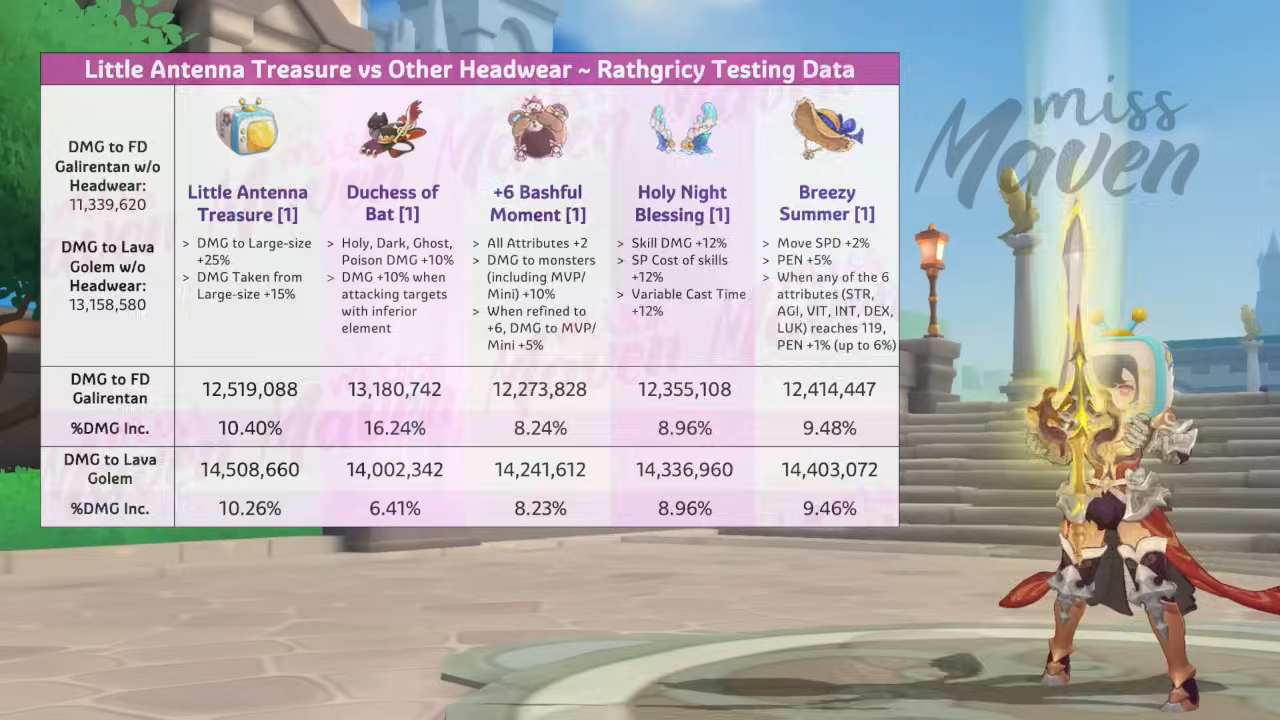 Little Antenna Treasure vs Other Headwear ~ Rathgricy Testing Data
miss
Maven
DMG to FD
Galirentan w/o
Headwear:
11,339,620
DMG to Lava
Golem w/o
Headwear:
13,158,580
Little Antenna
Treasure [1]
> DMG to Large-size
+25%
> DMG Taken from
Large-size +15%
Duchess of
Bat [1]
> Holy, Dark, Ghost,
Poison DMG +10%
> DMG +10% when
attacking targets
with inferior
element
+6 Bashful
Moment [1]
> All Attributes +2
> DMG to monsters
(including MVP/
Mini) +10%
> When refined to
+6, DMG to MVP/
Mini +5%
Holy Night
Blessing [1]
> Skill DMG +12%
> SP Cost of skills
+12%
> Variable Cast Time
+12%
Breezy
Summer [1]
> Move SPD +2%
> PEN +5%
> When any of the 6
attributes (STR,
AGI, VIT, INT, DEX,
LUK) reaches 119,
PEN +1% (up to 6%)
DMG to FD
Galirentan
12,519,088
13,180,742
12,273,828
12,355,108
12,414,447
%DMG Inc.
10.40%
16.24%
8.24%
8.96%
9.48%
DMG to Lava
Golem
14,508,660
14,002,342
14,241,612
14,336,960
14,403,072
%DMG Inc.
10.26%
6.41%
8.23%
8.96%
9.46%